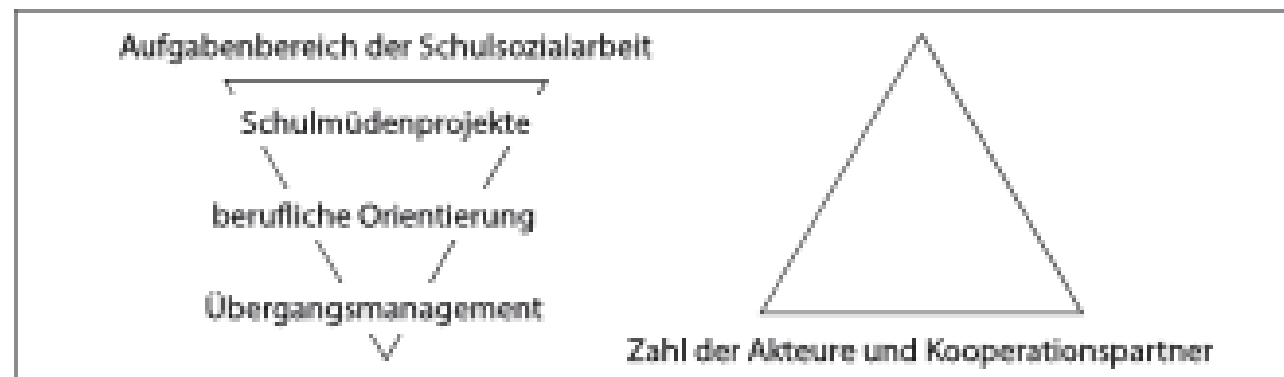 Aufgabenbereich der Schulsozialarbeit
Schulmüdenprojekte
berufliche Orientierung
Übergangsmanagement
Zahl der Akteure und Kooperationspartner